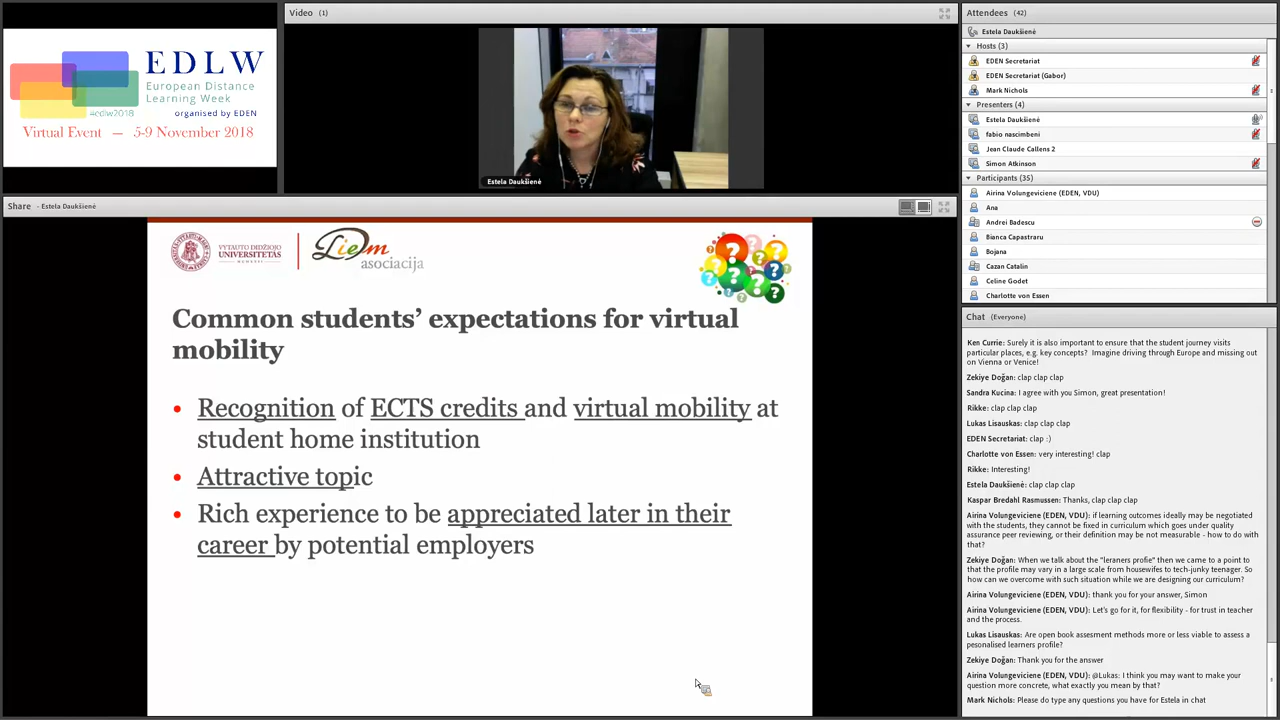 EDLW
European Distance
Learning Week
#edlw2018
organised by EDEN
Virtual Event — 5-9 November 2018
Video (1)
Estela Daukšienė
Share - Estela Daukšienė
VYTAUTO DIDŽIOJO
UNIVERSITETAS
MCMXXII
Liedm
asociacija
Common students’ expectations for virtual
mobility
• Recognition of ECTS credits and virtual mobility at
student home institution
• Attractive topic
• Rich experience to be appreciated later in their
career by potential employers
Attendees (42)
Estela Daukšienė
Hosts (3)
EDEN Secretariat
EDEN Secretariat (Gabor)
Mark Nichols
Presenters (4)
Estela Daukšienė
fabio nascimbeni
Jean Claude Callens 2
Simon Atkinson
Participants (35)
Airina Volungeviciene (EDEN, VDU)
Ana
Andrei Badescu
Bianca Capastraru
Bojana
Cazan Catalin
Celine Godet
Charlotte von Essen
Chat (Everyone)
Ken Currie: Surely it is also important to ensure that the student journey visits
particular places, e.g. key concepts? Imagine driving through Europe and missing out
on Vienna or Venice!
Zekiye Doğan: clap clap clap
Sandra Kucina: I agree with you Simon, great presentation!
Rikke: clap clap clap
Lukas Lisauskas: clap clap clap
EDEN Secretariat: clap :)
Charlotte von Essen: very interesting! clap
Rikke: Interesting!
Estela Daukšienė: clap clap clap
Kaspar Bredahl Rasmussen: Thanks, clap clap clap
Airina Volungeviciene (EDEN, VDU): if learning outcomes ideally may be negotiated
with the students, they cannot be fixed in curriculum which goes under quality
assurance peer reviewing, or their definition may be not measurable - how to do with
that?
Zekiye Doğan: When we talk about the "leraners profie" then we came to a point to
that the profile may vary in a large scale from housewifes to tech-junky teenager. So
how can we overcome with such situation while we are designing our curriculum?
Airina Volungeviciene (EDEN, VDU): thank you for your answer, Simon
Airina Volungeviciene (EDEN, VDU): Let's go for it, for flexibility - for trust in teacher
and the process.
Lukas Lisauskas: Are open book assesment methods more or less viable to assess a
pesonalised learners profile?
Zekiye Doğan: Thank you for the answer
Airina Volungeviciene (EDEN, VDU): @Lukas: I think you may want to make your
question more concrete, what exactly you mean by that?
Mark Nichols: Please do type any questions you have for Estela in chat